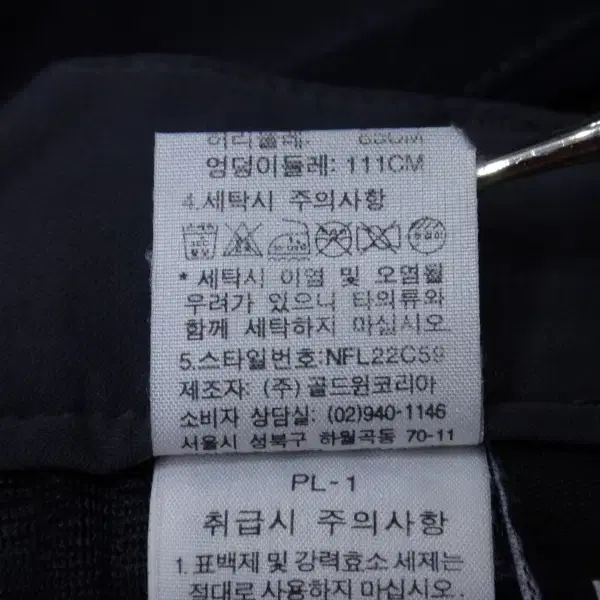 허리둘레: 86CM
엉덩이둘레: 111CM
4.세탁시 주의사항
* 세탁시 이염 및 오염될
우려가 있으니 타의류와
함께 세탁하지 마십시오
5.스타일번호:NFL22C59
제조자: (주) 골드윈코리아
소비자 상담실: (02)940-1146
서울시 성북구 하월곡동 70-11
PL-1
취급시 주의사항
1. 표백제 및 강력효소 세제는
절대로 사용하지 마십시오.